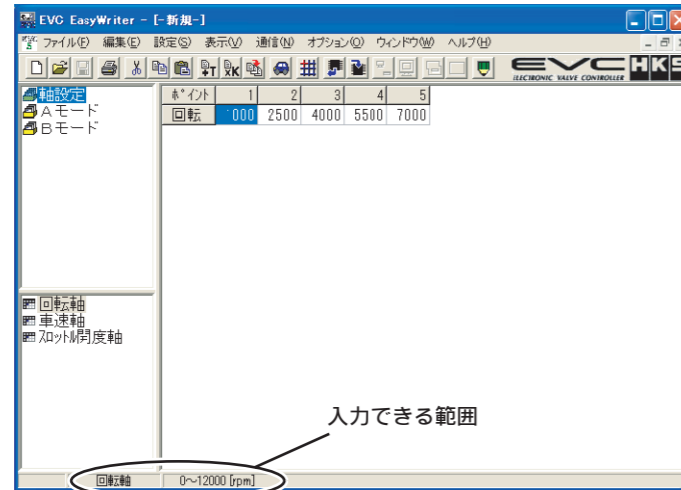 EVC EasyWriter - [-新規-]
ファイル(F) 編集(E) 設定(S) 表示(V) 通信(N) オプション(O) ウィンドウ(W) ヘルプ(H)
EVC HKS
ELECTRONIC VALVE CONTROLLER
軸設定
Aモード
Bモード
ポイント 1 2 3 4 5
回転 000 2500 4000 5500 7000
回転軸
車速軸
スロットル開度軸
入力できる範囲
回転軸 0～12000 [rpm]